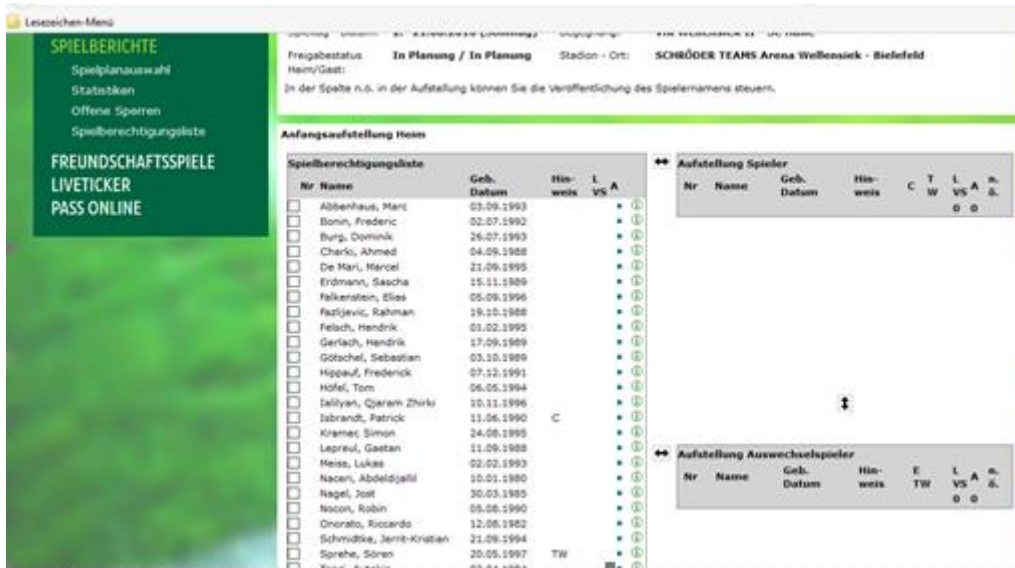 Lesezeichen-Menü
SPIELBERICHTE
Spielplanauswahl
Statistiken
Offene Sperren
Spielberechtigungsliste
FREUNDSCHAFTSSPIELE
LIVETICKER
PASS ONLINE
Freigabestatus Heim/Gast: In Planung / In Planung Stadion - Ort: SCHRÖDER TEAMS Arena Wellensiek - Bielefeld
In der Spalte n.ö. in der Aufstellung können Sie die Veröffentlichung des Spielernamens steuern.
Anfangsaufstellung Heim
Spielberechtigungsliste
Nr Name Geb. Datum Hin-weis L VS A
Abbenhaus, Marc 03.09.1993
Bonin, Frederic 02.07.1992
Burg, Dominik 26.07.1993
Charki, Ahmed 04.09.1988
De Mari, Marcel 21.09.1995
Erdmann, Sascha 15.11.1989
Falkenstein, Elias 05.09.1996
Fazlijevic, Rahman 19.10.1988
Felsch, Hendrik 01.02.1995
Gerlach, Hendrik 17.09.1989
Götschel, Sebastian 03.10.1989
Hippauf, Frederick 07.12.1991
Höfel, Tom 06.05.1994
10.11.1996
Isbrandt, Patrick 11.06.1990 C
Kramer, Simon 24.08.1995
Lepreul, Gaetan 11.09.1988
Meise, Lukas 02.02.1993
Naceri, Abdeldjallil 10.01.1980
Nagel, Jost 30.03.1985
Nocon, Robin 05.08.1990
Onorato, Riccardo 12.08.1982
Schmidtke, Jerrit-Kristian 21.09.1994
Sprehe, Sören 20.05.1997 TW
Aufstellung Spieler
Nr Name Geb. Datum Hin-weis C T W L VS A n. ö.
0 0
Aufstellung Auswechselspieler
Nr Name Geb. Datum Hin-weis E TW L VS A n. ö.
0 0